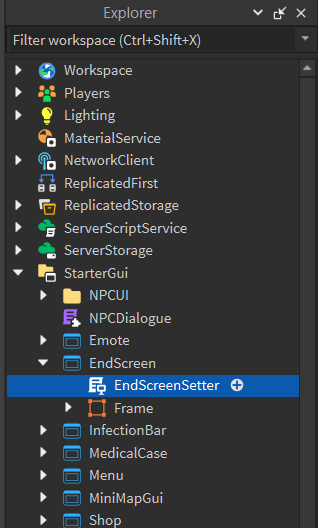 Explorer
Filter workspace (Ctrl+Shift+X)
Workspace
Players
Lighting
MaterialService
NetworkClient
ReplicatedFirst
ReplicatedStorage
ServerScriptService
ServerStorage
StarterGui
NPCUI
NPCDialogue
Emote
EndScreen
EndScreenSetter
Frame
InfectionBar
MedicalCase
Menu
MiniMapGui
Shop